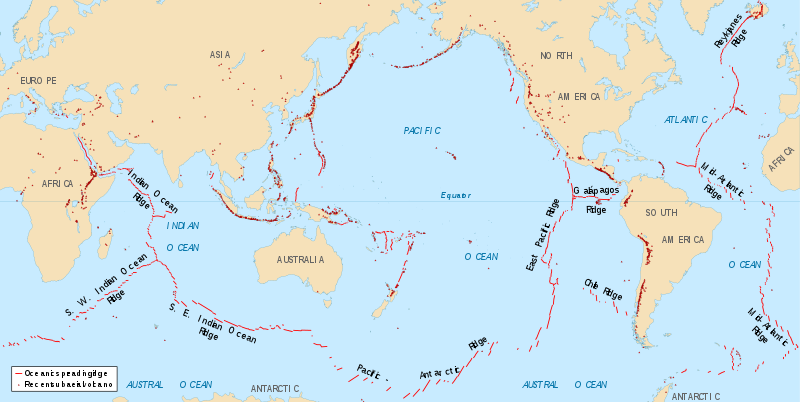 Reykjanes
Ridge
ASIA
NORTH
EUROPE
AMERICA
ATLANTIC
PACIFIC
AFRICA
AFRICA
Indian Ocean
Ridge
Mid-Atlantic
Ridge
Galapagos
Ridge
Equator
East Pacific Ridge
SOUTH
AMERICA
INDIAN
OCEAN
AUSTRALIA
OCEAN
OCEAN
S. W. Indian Ocean
Ridge
Chile Ridge
S. E. Indian Ocean
Ridge
Mid-Atlantic
Ridge
Pacific - Antarctic Ridge
Oceanic spreading ridge
Recent subaerial volcano
AUSTRAL OCEAN
ANTARCTIC
AUSTRAL OCEAN
ANTARCTIC